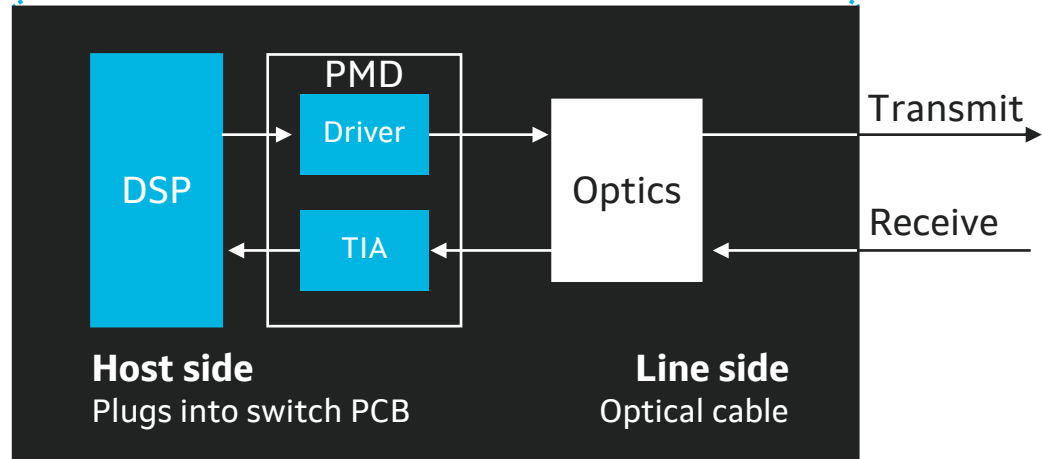 PMD
Driver
DSP
TIA
Optics
Transmit
Receive
Host side
Plugs into switch PCB
Line side
Optical cable